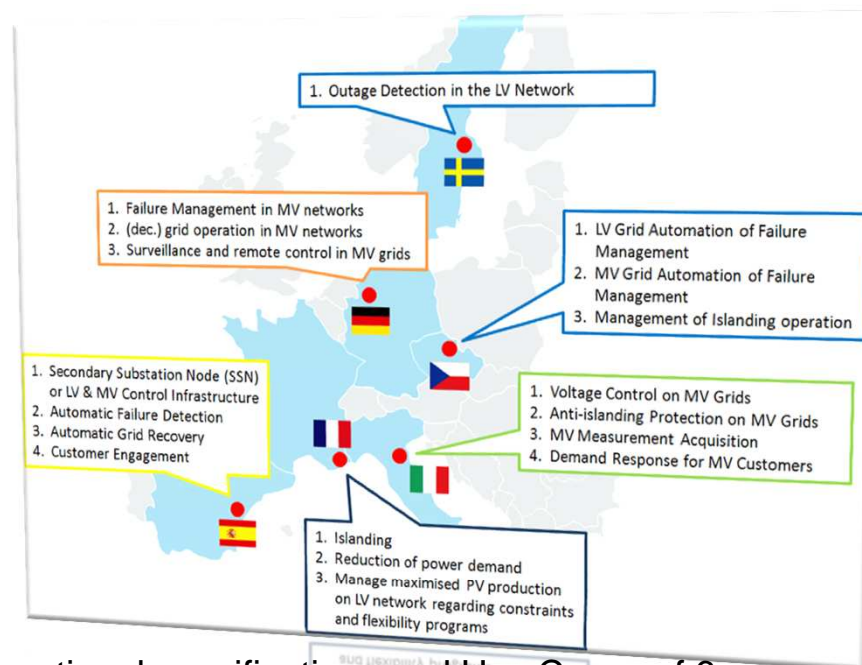 1. Outage Detection in the LV Network
1. Failure Management in MV networks
2. (dec.) grid operation in MV networks
3. Surveillance and remote control in MV grids
1. LV Grid Automation of Failure
Management
2. MV Grid Automation of Failure
Management
3. Management of Islanding operation
1. Secondary Substation Node (SSN)
or LV & MV Control Infrastructure
2. Automatic Failure Detection
3. Automatic Grid Recovery
4. Customer Engagement
1. Voltage Control on MV Grids
2. Anti-islanding Protection on MV Grids
3. MV Measurement Acquisition
4. Demand Response for MV Customers
1. Islanding
2. Reduction of power demand
3. Manage maximised PV production
on LV network regarding constraints
and flexibility programs